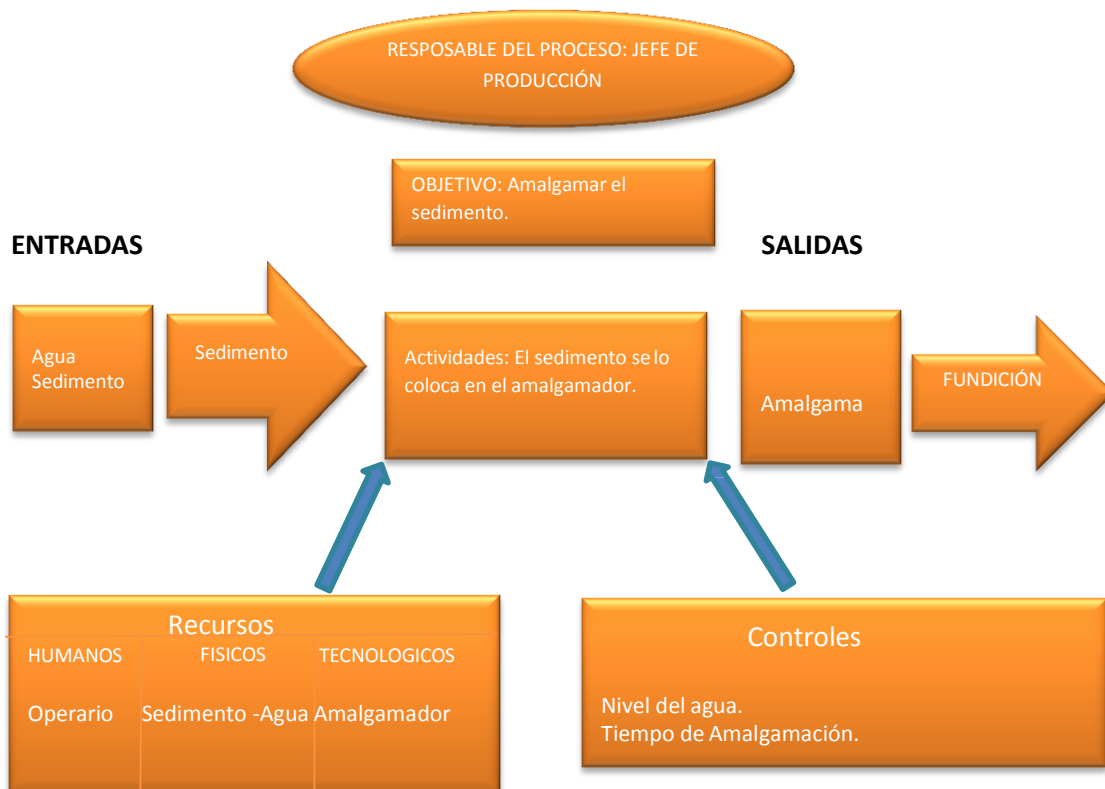 RESPOSABLE DEL PROCESO: JEFE DE
PRODUCCIÓN
OBJETIVO: Amalgamar el
sedimento.
ENTRADAS
SALIDAS
Agua
Sedimento
Sedimento
Actividades: El sedimento se lo
coloca en el amalgamador.
Amalgama
FUNDICIÓN
Recursos
HUMANOS FISICOS TECNOLOGICOS
Operario Sedimento -Agua Amalgamador
Controles
Nivel del agua.
Tiempo de Amalgamación.